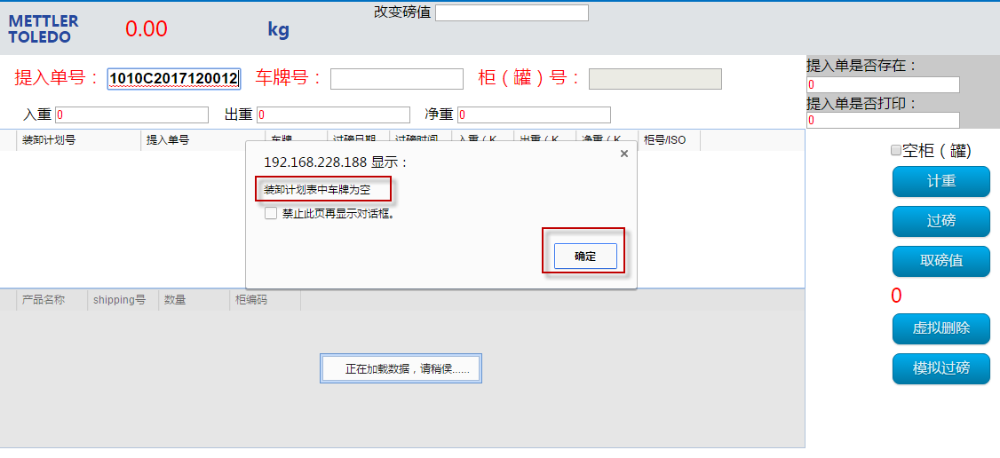 改变磅值
METTLER
TOLEDO
0.00
kg
提入单号： 1010C2017120012 车牌号： 柜（罐）号：
提入单是否存在：
0
提入单是否打印：
0
入重 0 出重 0 净重 0
装卸计划号 提入单号 车牌 过磅日期 过磅时间 入重（K 出重（K 净重（K 柜号/ISO
192.168.228.188 显示： ×
装卸计划表中车牌为空
禁止此页再显示对话框。
确定
空柜（罐)
计重
过磅
取磅值
0
虚拟删除
模拟过磅
产品名称 shipping号 数量 柜编码
正在加载数据，请稍侯......